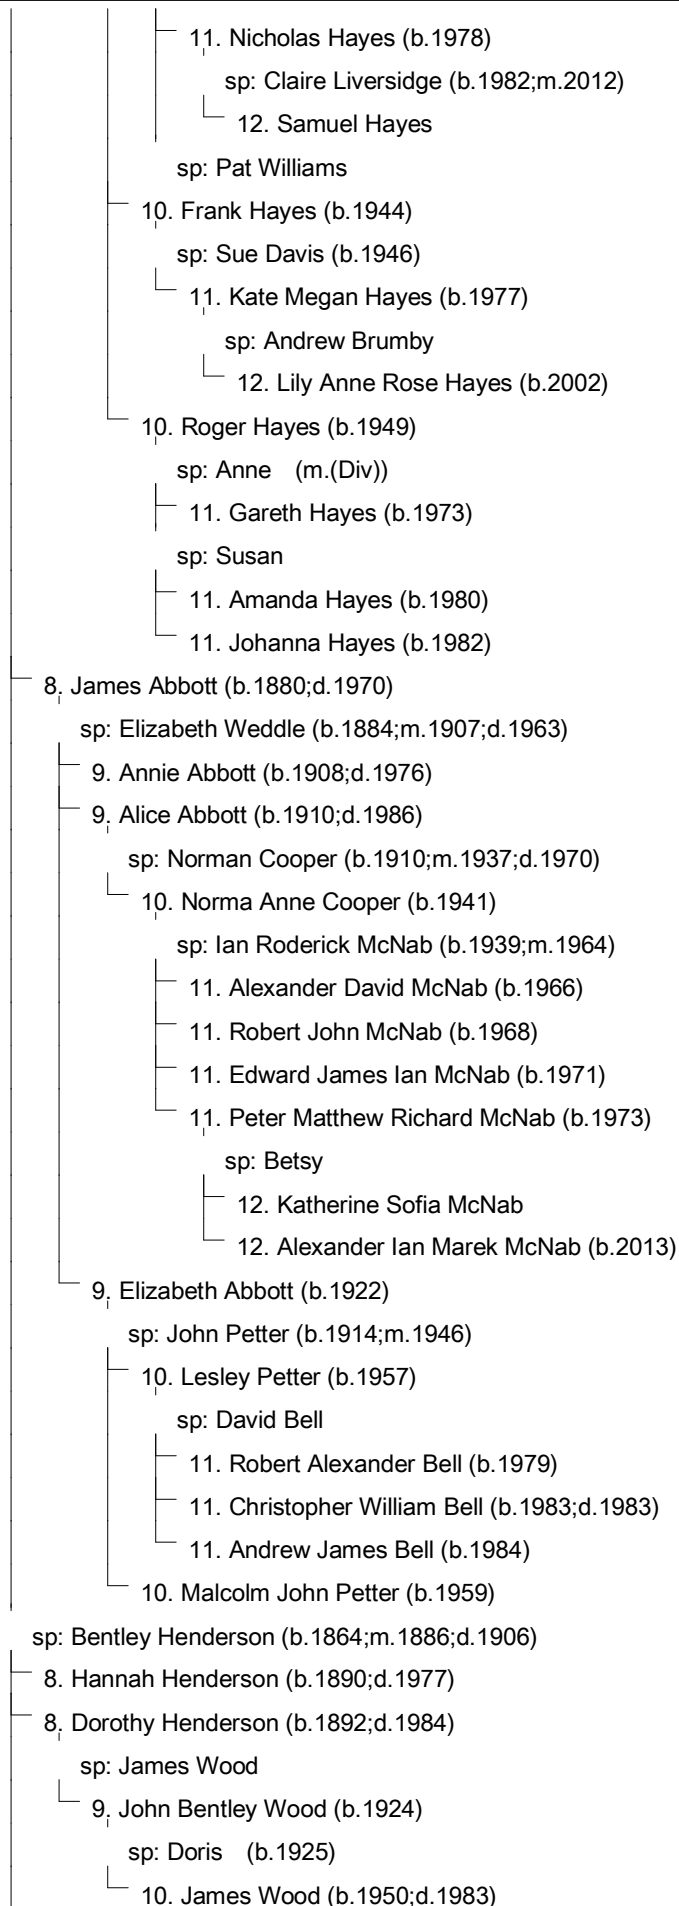 11. Nicholas Hayes (b.1978)
sp: Claire Liversidge (b.1982;m.2012)
12. Samuel Hayes
sp: Pat Williams
10. Frank Hayes (b.1944)
sp: Sue Davis (b.1946)
11. Kate Megan Hayes (b.1977)
sp: Andrew Brumby
12. Lily Anne Rose Hayes (b.2002)
10. Roger Hayes (b.1949)
sp: Anne (m.(Div))
11. Gareth Hayes (b.1973)
sp: Susan
11. Amanda Hayes (b.1980)
11. Johanna Hayes (b.1982)
8. James Abbott (b.1880;d.1970)
sp: Elizabeth Weddle (b.1884;m.1907;d.1963)
9. Annie Abbott (b.1908;d.1976)
9. Alice Abbott (b.1910;d.1986)
sp: Norman Cooper (b.1910;m.1937;d.1970)
10. Norma Anne Cooper (b.1941)
sp: Ian Roderick McNab (b.1939;m.1964)
11. Alexander David McNab (b.1966)
11. Robert John McNab (b.1968)
11. Edward James Ian McNab (b.1971)
11. Peter Matthew Richard McNab (b.1973)
sp: Betsy
12. Katherine Sofia McNab
12. Alexander Ian Marek McNab (b.2013)
9. Elizabeth Abbott (b.1922)
sp: John Petter (b.1914;m.1946)
10. Lesley Petter (b.1957)
sp: David Bell
11. Robert Alexander Bell (b.1979)
11. Christopher William Bell (b.1983;d.1983)
11. Andrew James Bell (b.1984)
10. Malcolm John Petter (b.1959)
sp: Bentley Henderson (b.1864;m.1886;d.1906)
8. Hannah Henderson (b.1890;d.1977)
8. Dorothy Henderson (b.1892;d.1984)
sp: James Wood
9. John Bentley Wood (b.1924)
sp: Doris (b.1925)
10. James Wood (b.1950;d.1983)